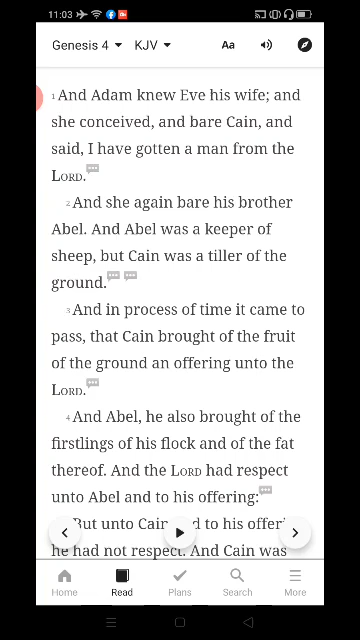 11:03
Genesis 4 KJV Aa
1 And Adam knew Eve his wife; and
she conceived, and bare Cain, and
said, I have gotten a man from the
LORD.
2 And she again bare his brother
Abel. And Abel was a keeper of
sheep, but Cain was a tiller of the
ground.
3 And in process of time it came to
pass, that Cain brought of the fruit
of the ground an offering unto the
LORD.
4 And Abel, he also brought of the
firstlings of his flock and of the fat
thereof. And the LORD had respect
unto Abel and to his offering:
But unto Cain to his
he had not respect. And Cain was
Home Read Plans Search More